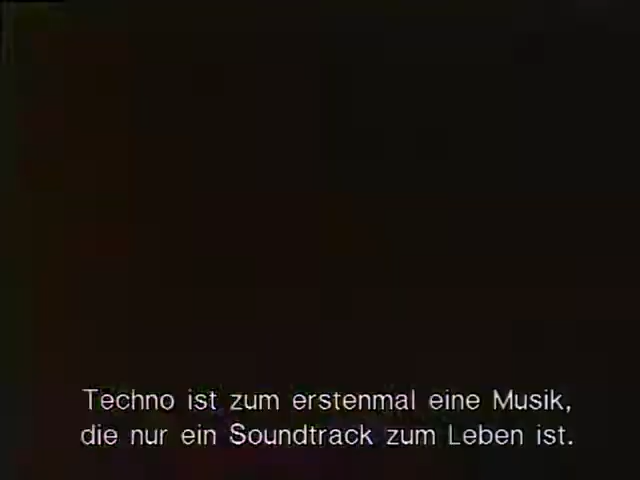 Techno ist zum erstenmal eine Musik,
die nur ein Soundtrack zum Leben ist.